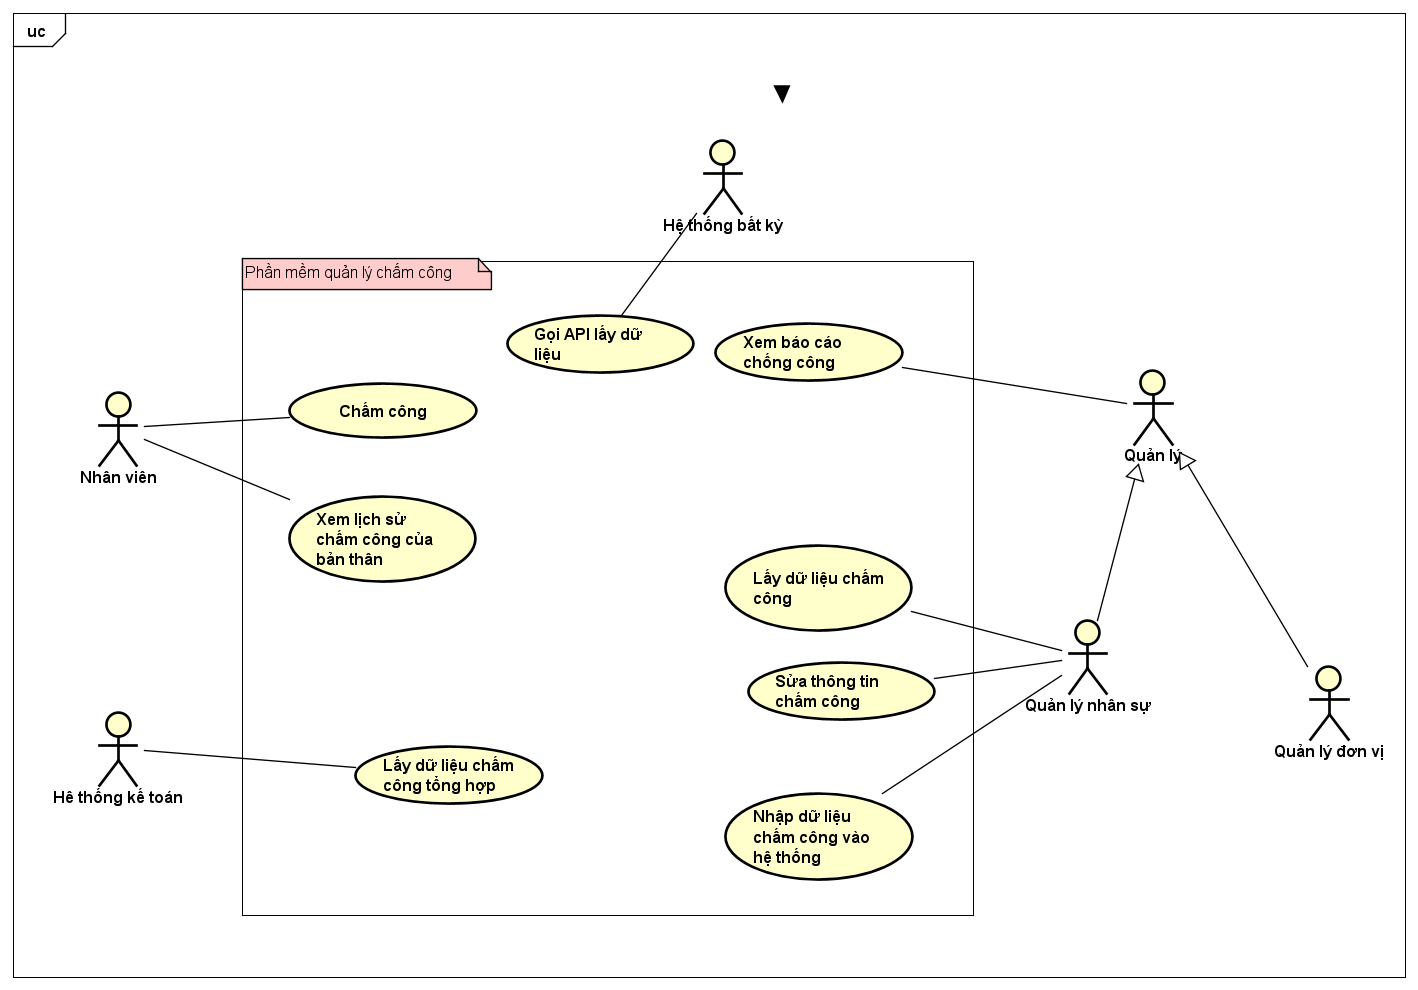 uc
Hệ thống bất kỳ
Phần mềm quản lý chấm công
Gọi API lấy dữ
liệu
Xem báo cáo
chống công
Chấm công
Nhân viên
Quản lý
Xem lịch sử
chấm công của
bản thân
Lấy dữ liệu chấm
công
Sửa thông tin
chấm công
Quản lý nhân sự
Quản lý đơn vị
Lấy dữ liệu chấm
công tổng hợp
Hê thống kế toán
Nhập dữ liệu
chấm công vào
hệ thống